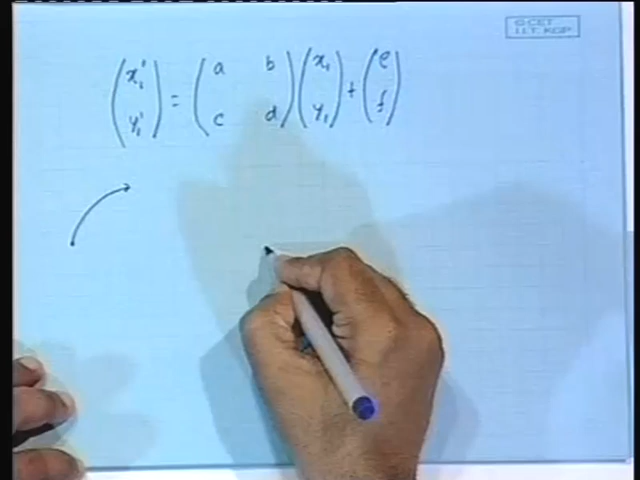 © CET
I.I.T. KGP
(x₁' y₁') = (a b c d)(x₁ y₁) + (e f)